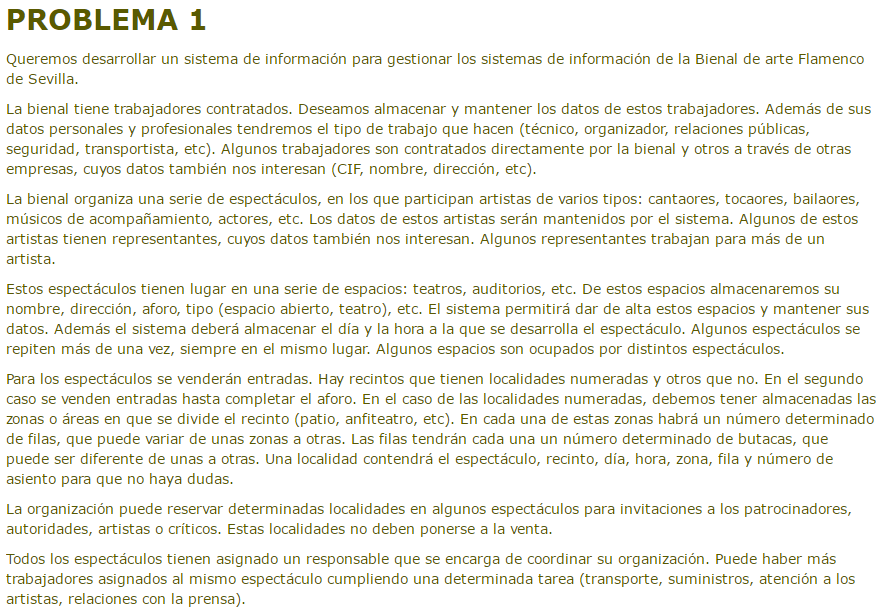 PROBLEMA 1
Queremos desarrollar un sistema de información para gestionar los sistemas de información de la Bienal de arte Flamenco
de Sevilla.
La bienal tiene trabajadores contratados. Deseamos almacenar y mantener los datos de estos trabajadores. Además de sus
datos personales y profesionales tendremos el tipo de trabajo que hacen (técnico, organizador, relaciones públicas,
seguridad, transportista, etc). Algunos trabajadores son contratados directamente por la bienal y otros a través de otras
empresas, cuyos datos también nos interesan (CIF, nombre, dirección, etc).
La bienal organiza una serie de espectáculos, en los que participan artistas de varios tipos: cantaores, tocaores, bailaores,
músicos de acompañamiento, actores, etc. Los datos de estos artistas serán mantenidos por el sistema. Algunos de estos
artistas tienen representantes, cuyos datos también nos interesan. Algunos representantes trabajan para más de un
artista.
Estos espectáculos tienen lugar en una serie de espacios: teatros, auditorios, etc. De estos espacios almacenaremos su
nombre, dirección, aforo, tipo (espacio abierto, teatro), etc. El sistema permitirá dar de alta estos espacios y mantener sus
datos. Además el sistema deberá almacenar el día y la hora a la que se desarrolla el espectáculo. Algunos espectáculos se
repiten más de una vez, siempre en el mismo lugar. Algunos espacios son ocupados por distintos espectáculos.
Para los espectáculos se venderán entradas. Hay recintos que tienen localidades numeradas y otros que no. En el segundo
caso se venden entradas hasta completar el aforo. En el caso de las localidades numeradas, debemos tener almacenadas las
zonas o áreas en que se divide el recinto (patio, anfiteatro, etc). En cada una de estas zonas habrá un número determinado
de filas, que puede variar de unas zonas a otras. Las filas tendrán cada una un número determinado de butacas, que
puede ser diferente de unas a otras. Una localidad contendrá el espectáculo, recinto, día, hora, zona, fila y número de
asiento para que no haya dudas.
La organización puede reservar determinadas localidades en algunos espectáculos para invitaciones a los patrocinadores,
autoridades, artistas o críticos. Estas localidades no deben ponerse a la venta.
Todos los espectáculos tienen asignado un responsable que se encarga de coordinar su organización. Puede haber más
trabajadores asignados al mismo espectáculo cumpliendo una determinada tarea (transporte, suministros, atención a los
artistas, relaciones con la prensa).